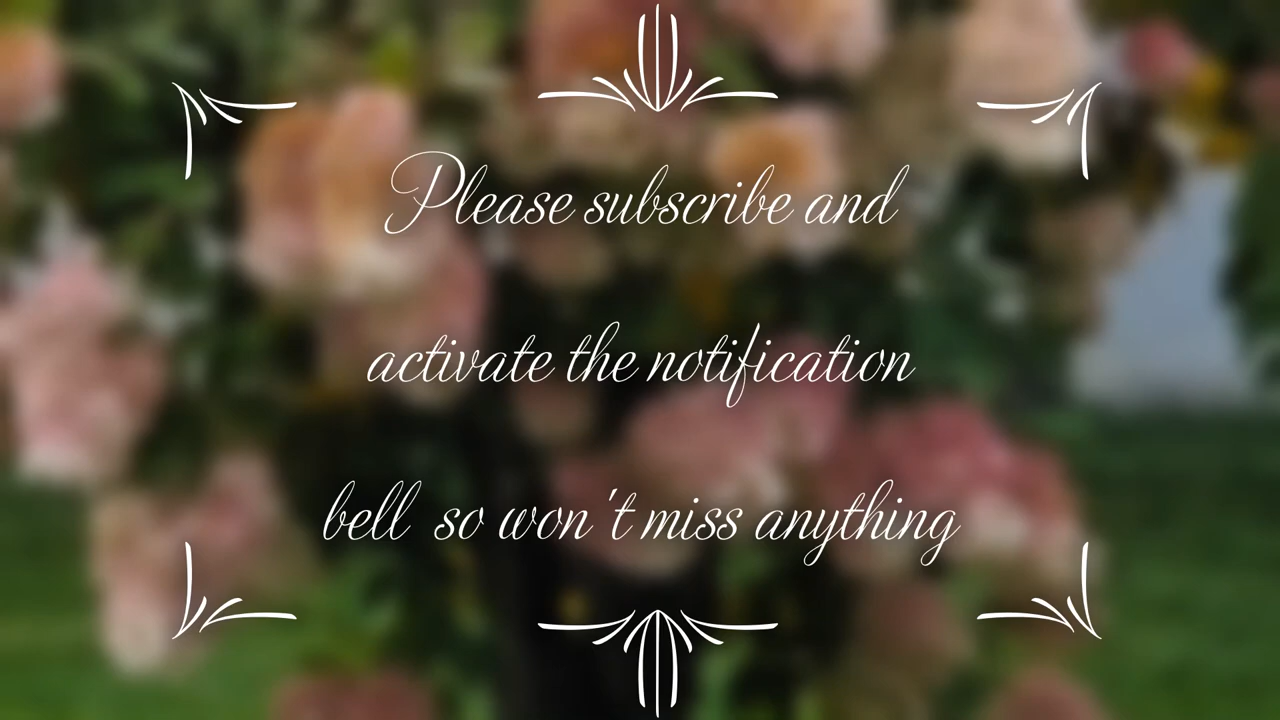 Please subscribe and
activate the notification
bell so won't miss anything